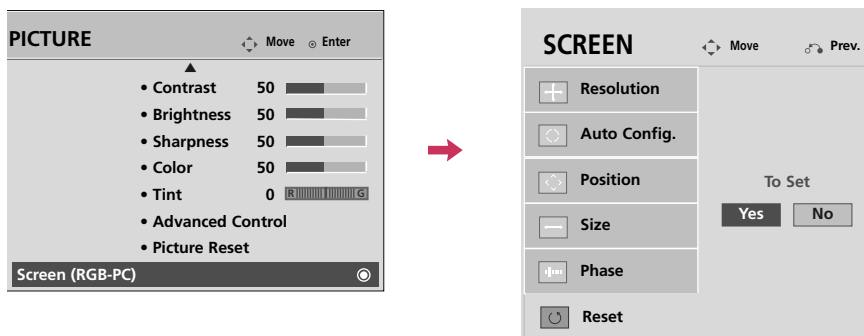 PICTURE
Move Enter
• Contrast 50
• Brightness 50
• Sharpness 50
• Color 50
• Tint 0 R G
• Advanced Control
• Picture Reset
Screen (RGB-PC)
SCREEN
Move Prev.
Resolution
Auto Config.
Position
Size
Phase
Reset
To Set
Yes No